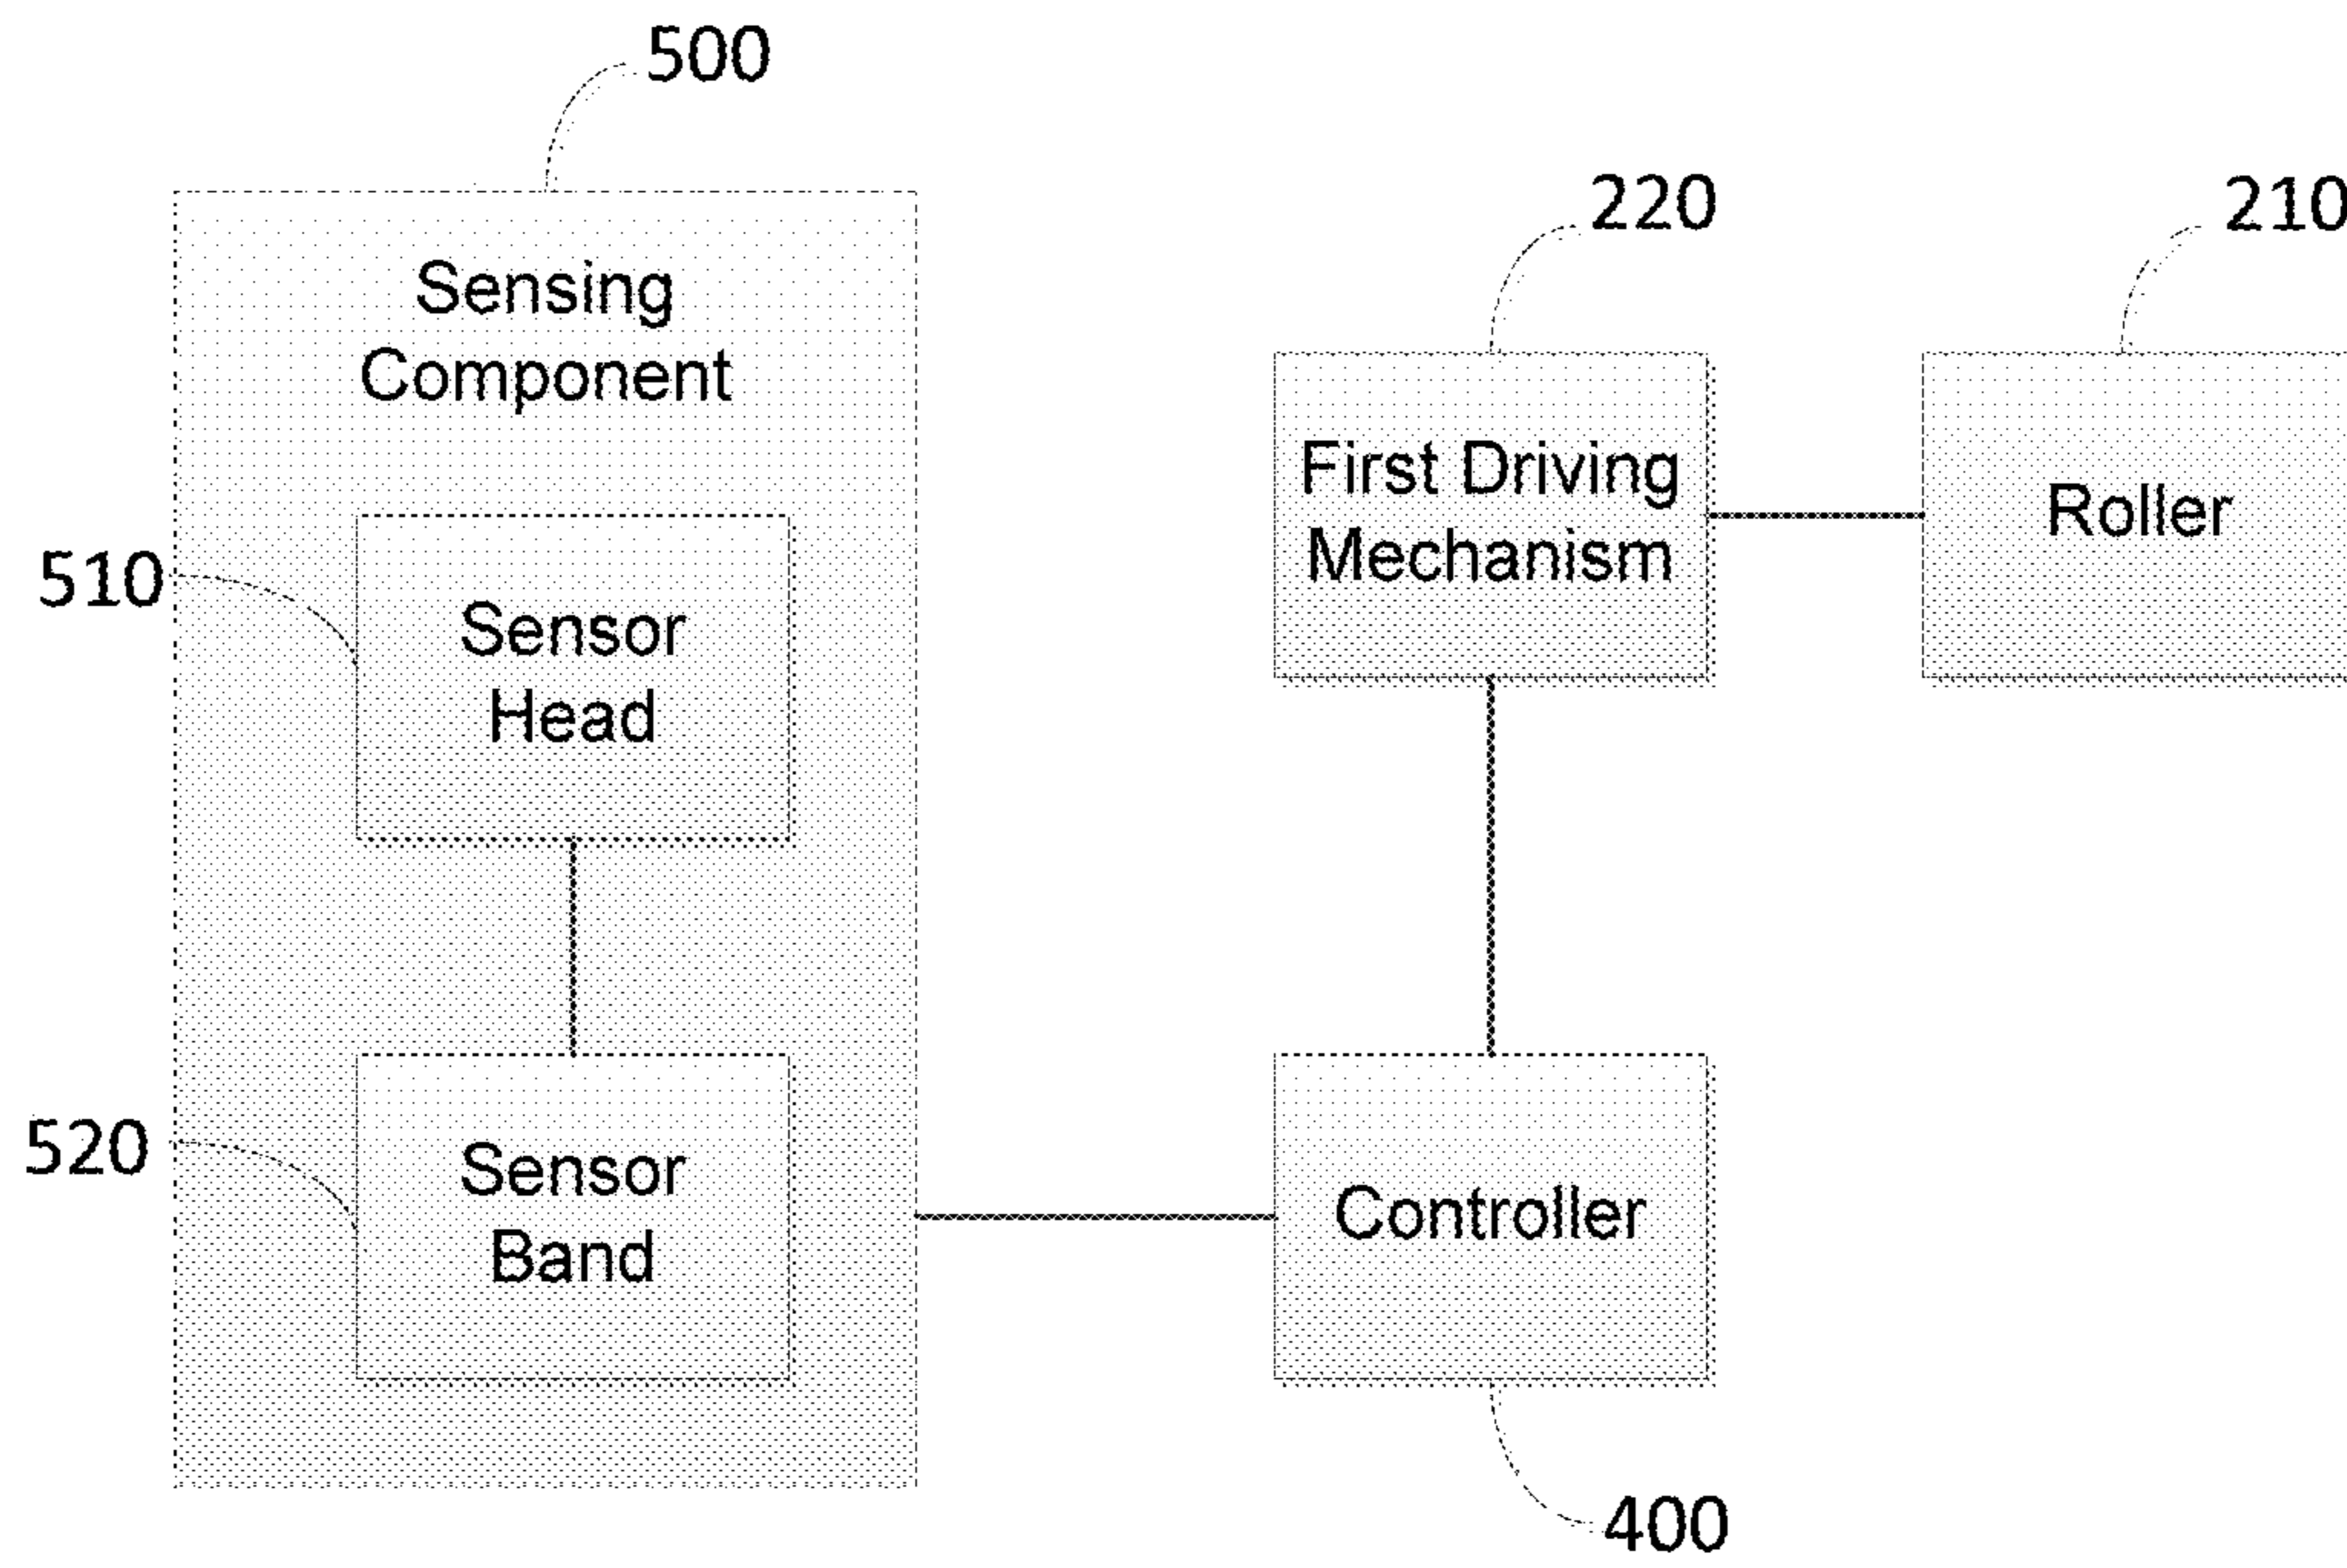 500
220
210
Sensing
Component
First Driving
Mechanism
Roller
510
Sensor
Head
520
Sensor
Band
Controller
400